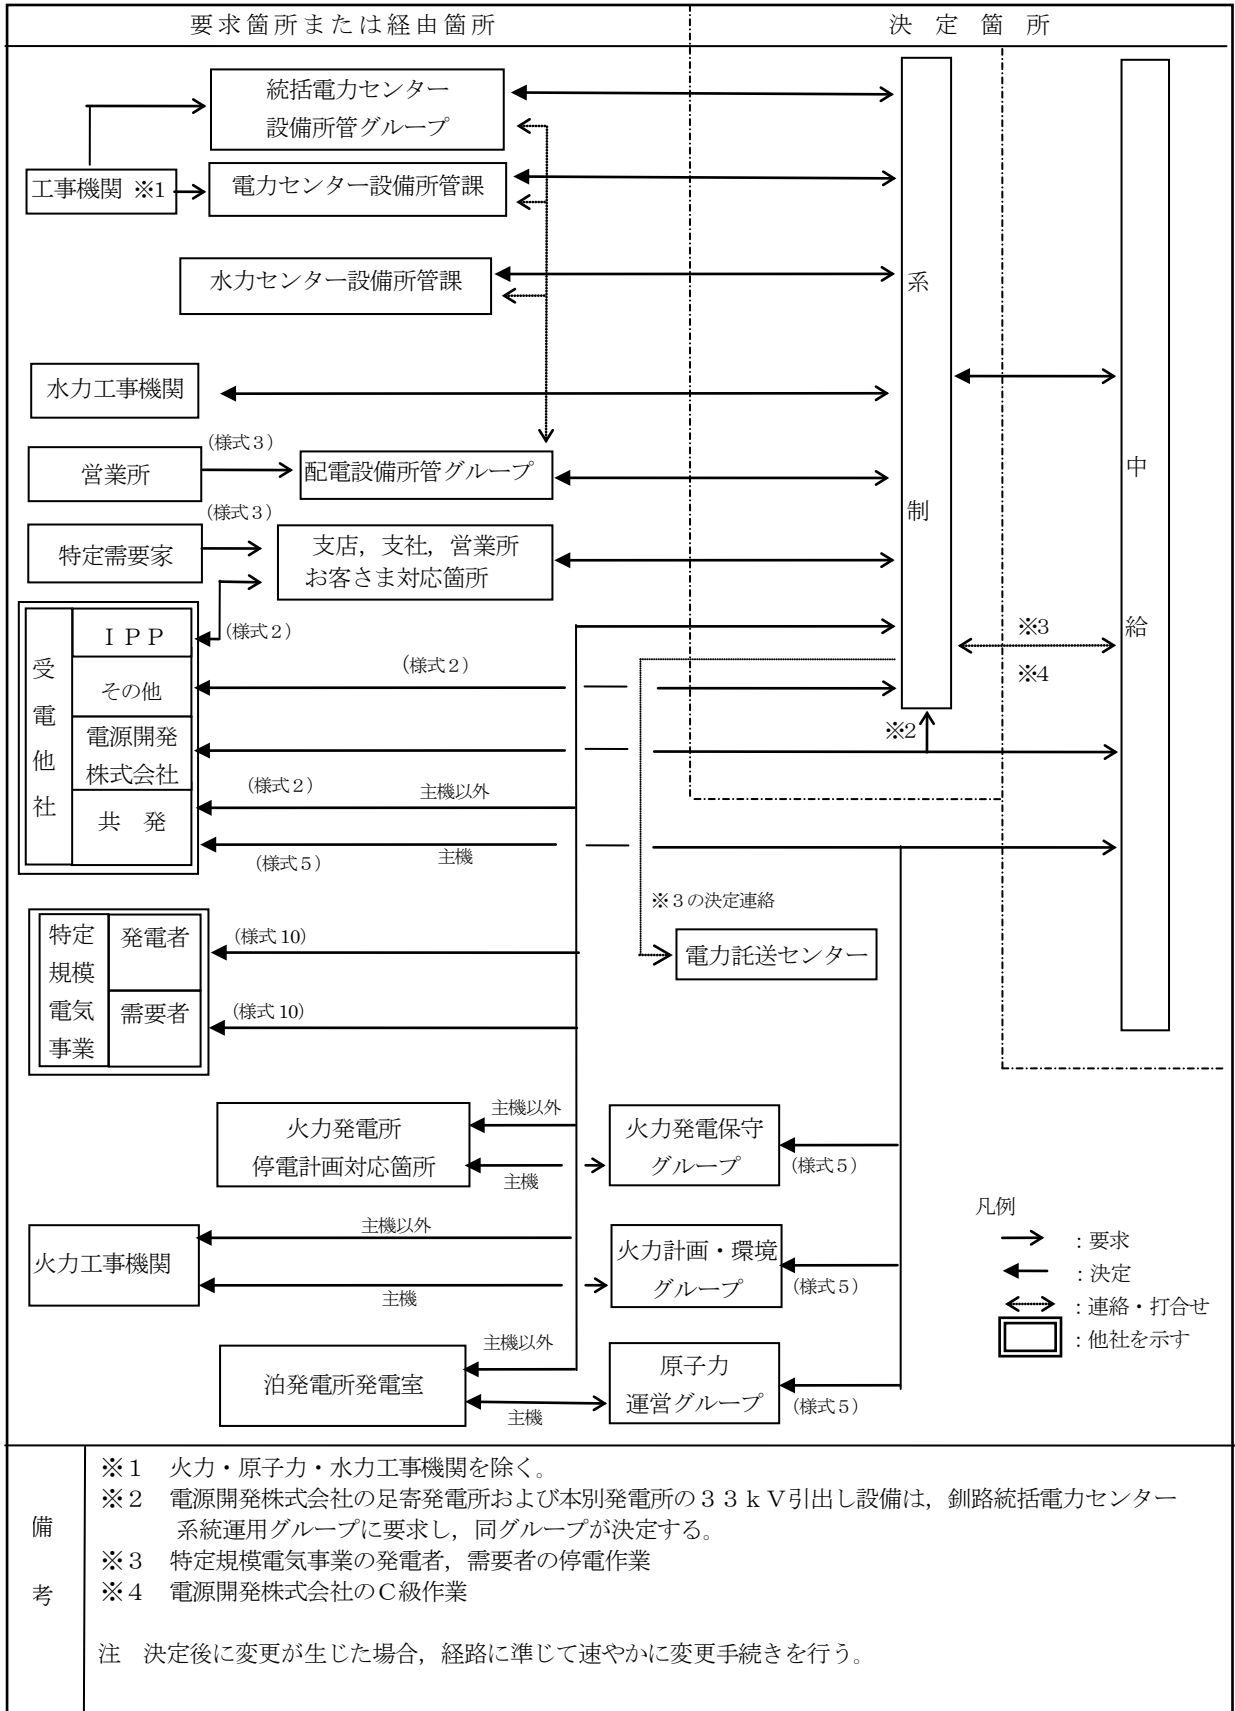 要求箇所または経由箇所
決定箇所
統括電力センター
設備所管グループ
工事機関 ※1
電力センター設備所管課
水力センター設備所管課
系制
中給
水力工事機関
(様式3)
営業所
配電設備所管グループ
(様式3)
特定需要家
支店,支社,営業所
お客さま対応箇所
受電他社
IPP
(様式2)
※3
※4
その他
(様式2)
電源開発
株式会社
※2
共発
(様式2)
主機以外
(様式5)
主機
※3の決定連絡
電力託送センター
特定
規模
電気
事業
発電者
(様式10)
需要者
(様式10)
火力発電所
停電計画対応箇所
主機以外
主機
火力発電保守
グループ
(様式5)
火力工事機関
主機以外
主機
火力計画・環境
グループ
(様式5)
泊発電所発電室
主機以外
主機
原子力
運営グループ
(様式5)
凡例
:要求
:決定
:連絡・打合せ
:他社を示す
備考
※1 火力・原子力・水力工事機関を除く。
※2 電源開発株式会社の足寄発電所および本別発電所の33kV引出し設備は,釧路統括電力センター
系統運用グループに要求し,同グループが決定する。
※3 特定規模電気事業の発電者,需要者の停電作業
※4 電源開発株式会社のC級作業
注 決定後に変更が生じた場合,経路に準じて速やかに変更手続きを行う。